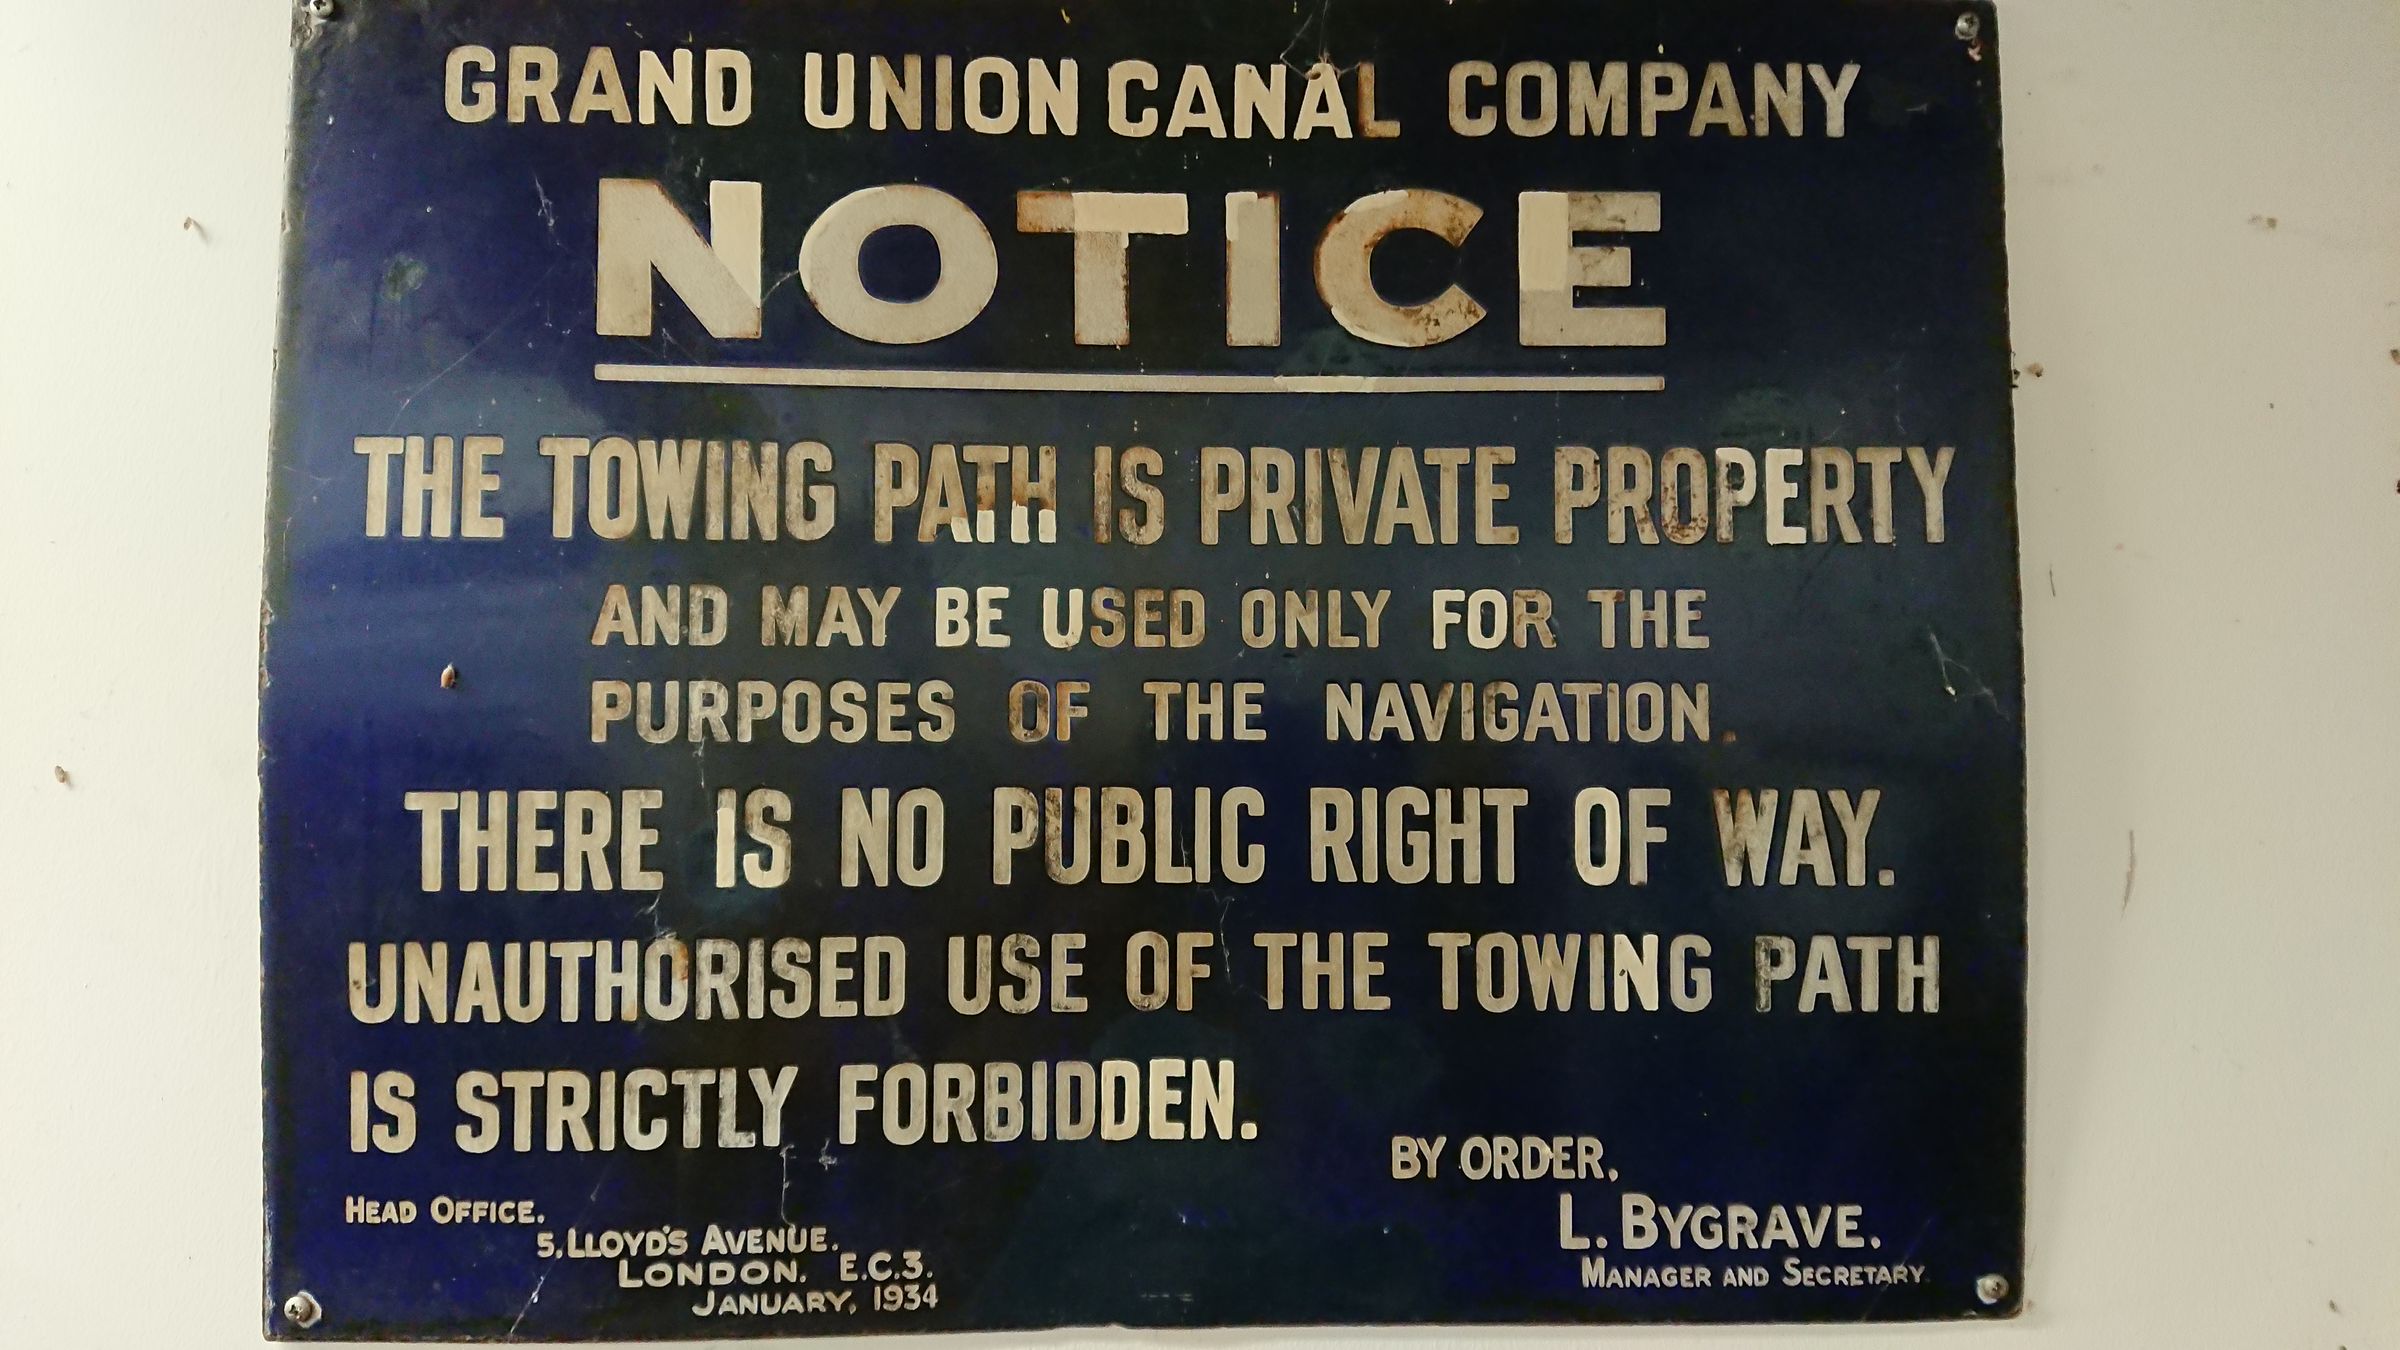 GRAND UNION CANAL COMPANY
NOTICE
THE TOWING PATH IS PRIVATE PROPERTY
AND MAY BE USED ONLY FOR THE
PURPOSES OF THE NAVIGATION.
THERE IS NO PUBLIC RIGHT OF WAY.
UNAUTHORISED USE OF THE TOWING PATH
IS STRICTLY FORBIDDEN.
BY ORDER,
L. BYGRAVE.
MANAGER AND SECRETARY.
HEAD OFFICE.
5, LLOYD'S AVENUE.
LONDON. E.C.3.
JANUARY, 1934